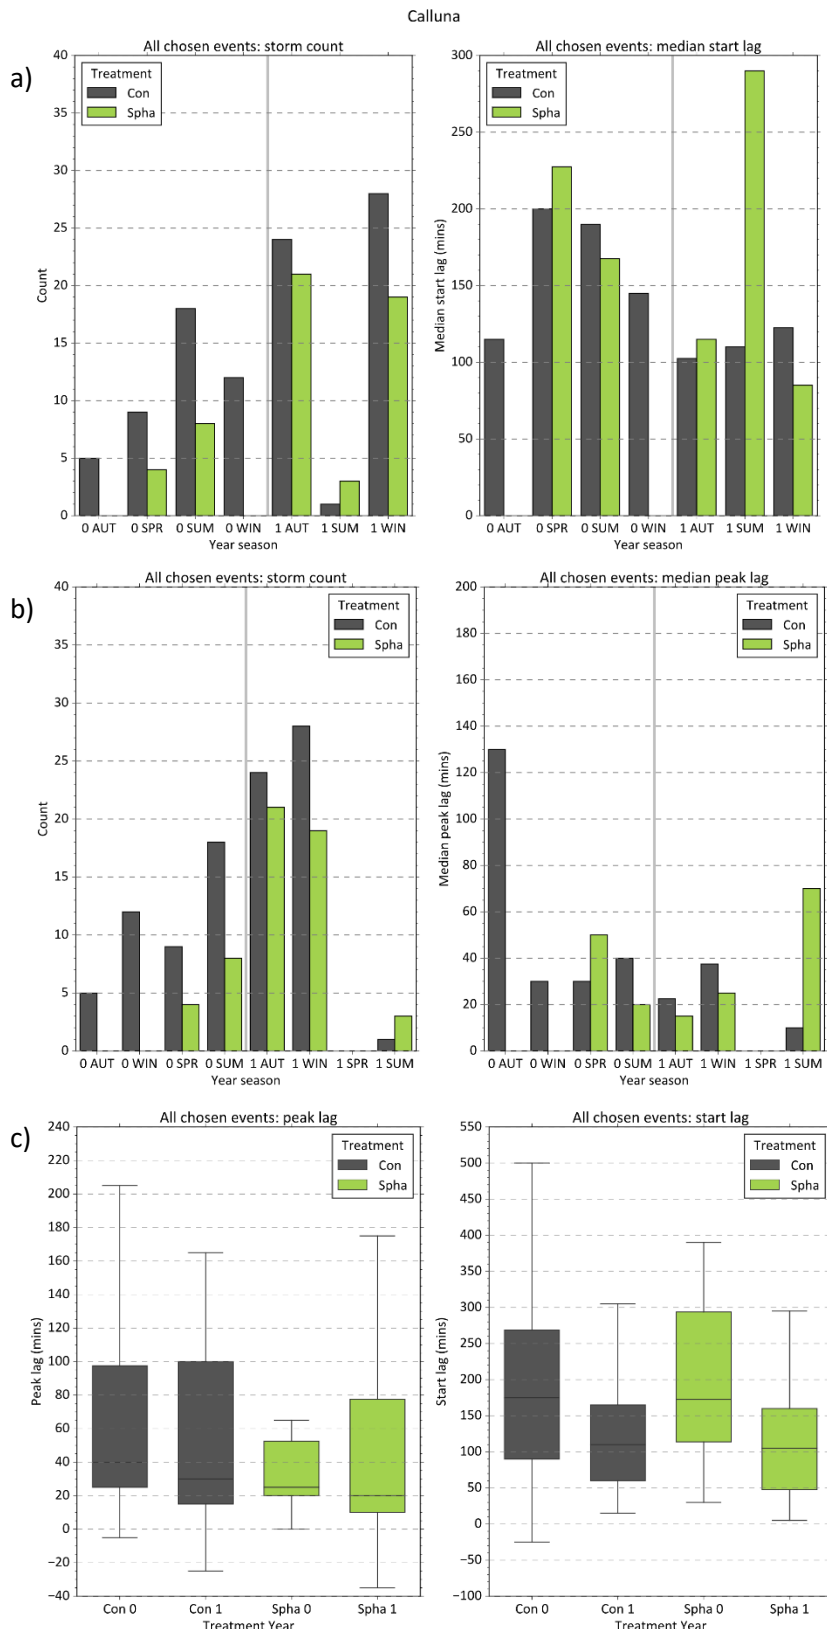 Calluna
a)
All chosen events: storm count
Treatment
Con
Spha
Count
40
35
30
25
20
15
10
5
0
0 AUT 0 SPR 0 SUM 0 WIN 1 AUT 1 SUM 1 WIN
Year season
All chosen events: median start lag
Treatment
Con
Spha
Median start lag (mins)
300
250
200
150
100
50
0
0 AUT 0 SPR 0 SUM 0 WIN 1 AUT 1 SUM 1 WIN
Year season
b)
All chosen events: storm count
Treatment
Con
Spha
Count
40
35
30
25
20
15
10
5
0
0 AUT 0 WIN 0 SPR 0 SUM 1 AUT 1 WIN 1 SPR 1 SUM
Year season
All chosen events: median peak lag
Treatment
Con
Spha
Median peak lag (mins)
200
180
160
140
120
100
80
60
40
20
0
0 AUT 0 WIN 0 SPR 0 SUM 1 AUT 1 WIN 1 SPR 1 SUM
Year season
c)
All chosen events: peak lag
Treatment
Con
Spha
Peak lag (mins)
240
220
200
180
160
140
120
100
80
60
40
20
0
−20
−40
Con 0 Con 1 Spha 0 Spha 1
Treatment Year
All chosen events: start lag
Treatment
Con
Spha
Start lag (mins)
550
500
450
400
350
300
250
200
150
100
50
0
−50
−100
Con 0 Con 1 Spha 0 Spha 1
Treatment Year